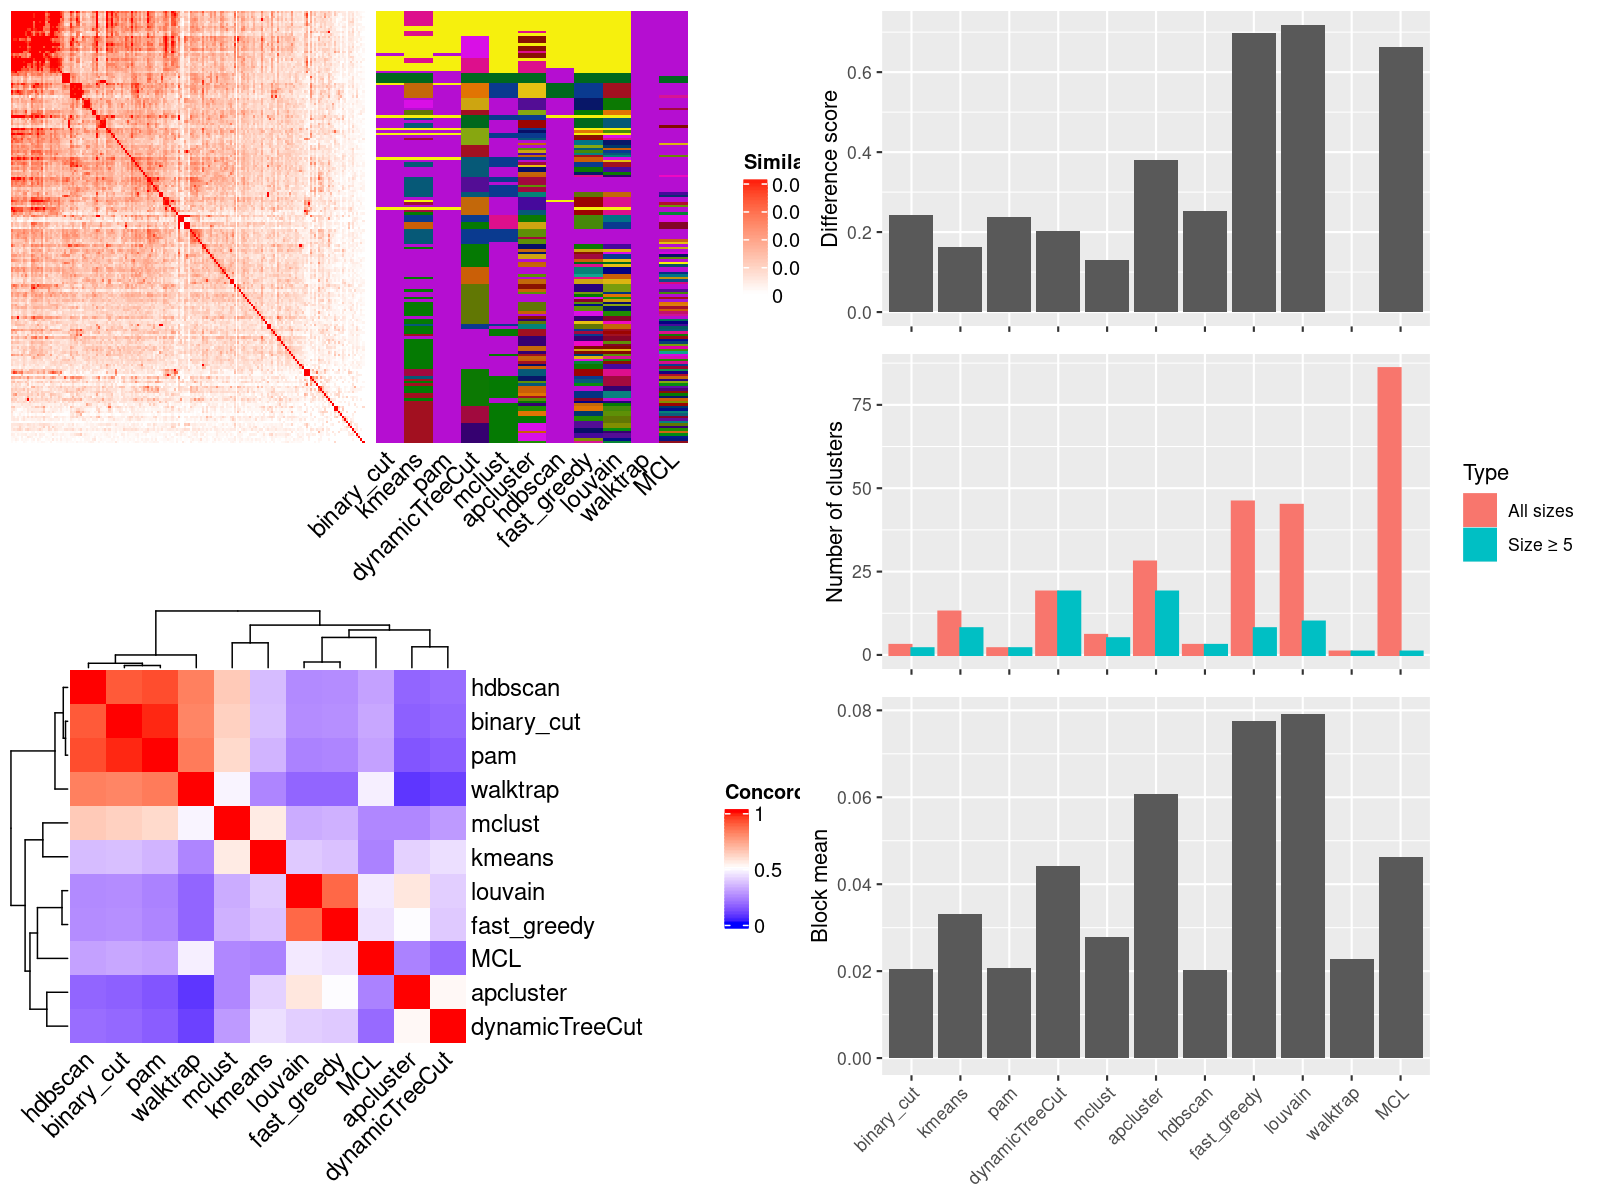 Simila
0.0
0.0
0.0
0.0
0
binary_cut
kmeans
pam
dynamicTreeCut
mclust
apcluster
hdbscan
fast_greedy
louvain
walktrap
MCL
hdbscan
binary_cut
pam
walktrap
mclust
kmeans
louvain
fast_greedy
MCL
apcluster
dynamicTreeCut
hdbscan
binary_cut
pam
walktrap
mclust
kmeans
louvain
fast_greedy
MCL
apcluster
dynamicTreeCut
Concord
1
0.5
0
Difference score
0.6
0.4
0.2
0.0
Number of clusters
75
50
25
0
Type
All sizes
Size ≥ 5
Block mean
0.08
0.06
0.04
0.02
0.00
binary_cut
kmeans
pam
dynamicTreeCut
mclust
apcluster
hdbscan
fast_greedy
louvain
walktrap
MCL